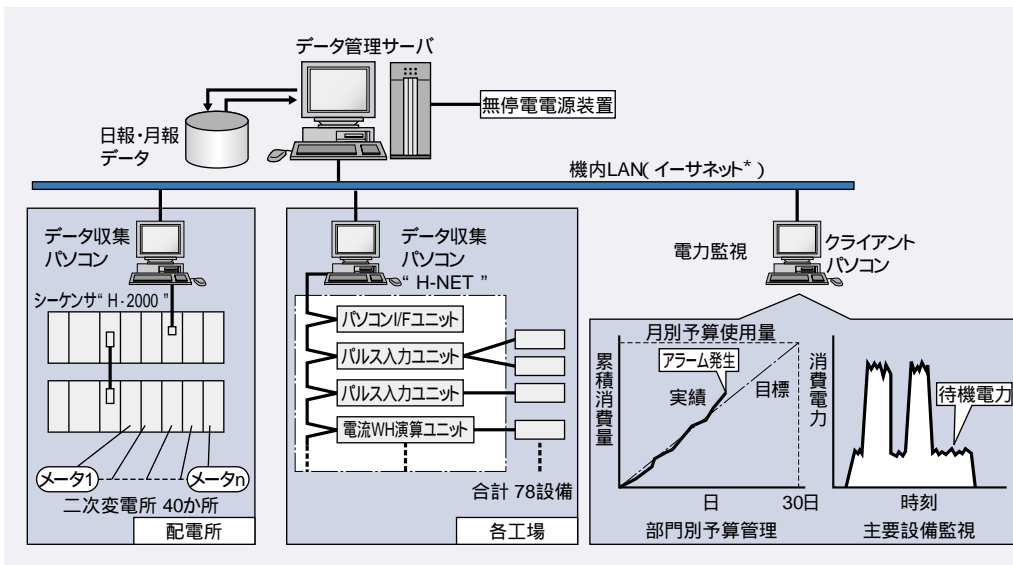 データ管理サーバ
無停電電源装置
日報・月報
データ
機内LAN(イーサネット*)
データ収集
パソコン
シーケンサ“H-2000”
メータ1
メータn
二次変電所 40か所
配電所
データ収集
パソコン
“H-NET”
パソコンI/Fユニット
パルス入力ユニット
パルス入力ユニット
電流WH演算ユニット
合計 78設備
各工場
電力監視
クライアント
パソコン
月別予算使用量
アラーム発生
累積消費量
実績
目標
日
30日
部門別予算管理
消費電力
待機電力
時刻
主要設備監視